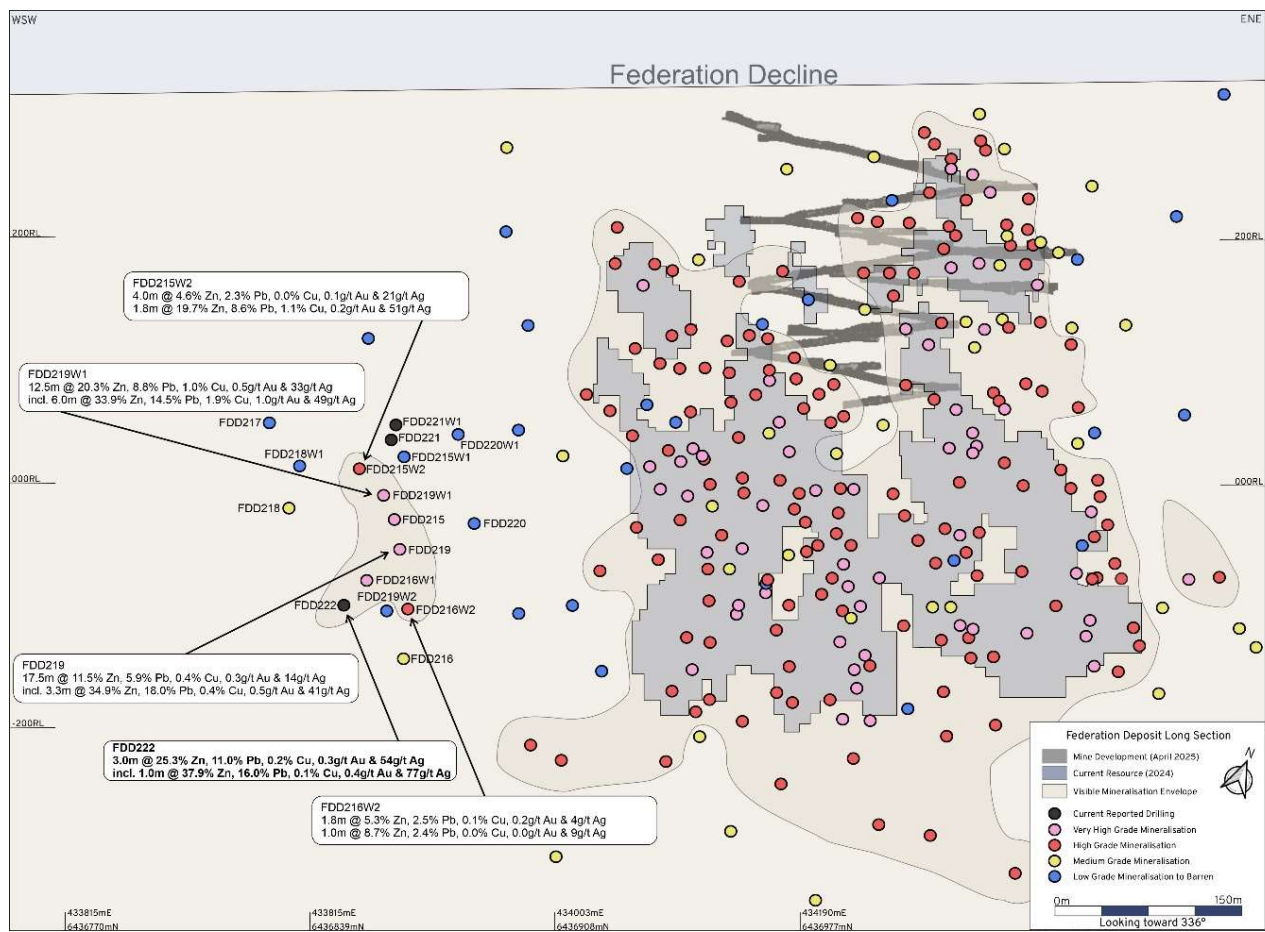 WSW
ENE
Federation Decline
200RL
200RL
FDD215W2
4.0m @ 4.6% Zn, 2.3% Pb, 0.0% Cu, 0.1g/t Au & 21g/t Ag
1.8m @ 19.7% Zn, 8.6% Pb, 1.1% Cu, 0.2g/t Au & 51g/t Ag
FDD219W1
12.5m @ 20.3% Zn, 8.8% Pb, 1.0% Cu, 0.5g/t Au & 33g/t Ag
incl. 6.0m @ 33.9% Zn, 14.5% Pb, 1.9% Cu, 1.0g/t Au & 49g/t Ag
FDD217
FDD221W1
FDD221
FDD220W1
FDD218W1
FDD215W1
FDD215W2
000RL
000RL
FDD219W1
FDD218
FDD215
FDD220
FDD219
FDD216W1
FDD219W2
FDD222
FDD216W2
FDD216
FDD219
17.5m @ 11.5% Zn, 5.9% Pb, 0.4% Cu, 0.3g/t Au & 14g/t Ag
incl. 3.3m @ 34.9% Zn, 18.0% Pb, 0.4% Cu, 0.5g/t Au & 41g/t Ag
-200RL
FDD222
3.0m @ 25.3% Zn, 11.0% Pb, 0.2% Cu, 0.3g/t Au & 54g/t Ag
incl. 1.0m @ 37.9% Zn, 16.0% Pb, 0.1% Cu, 0.4g/t Au & 77g/t Ag
FDD216W2
1.8m @ 5.3% Zn, 2.5% Pb, 0.1% Cu, 0.2g/t Au & 4g/t Ag
1.0m @ 8.7% Zn, 2.4% Pb, 0.0% Cu, 0.0g/t Au & 9g/t Ag
Federation Deposit Long Section
N
Mine Development (April 2025)
Current Resource (2024)
Visible Mineralisation Envelope
Current Reported Drilling
Very High Grade Mineralisation
High Grade Mineralisation
Medium Grade Mineralisation
Low Grade Mineralisation to Barren
0m
150m
Looking toward 336°
433815mE
6436770mN
433815mE
6436839mN
434003mE
6436908mN
434190mE
6436977mN